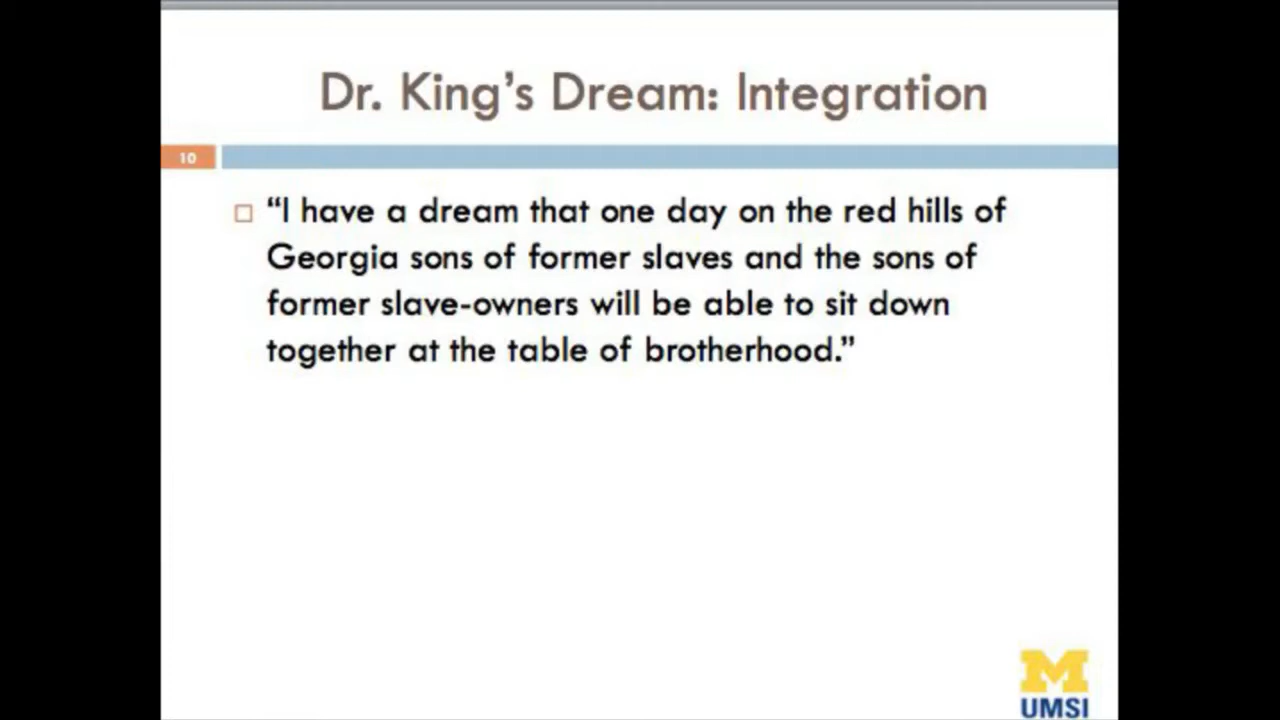 Dr. King’s Dream: Integration
10
“I have a dream that one day on the red hills of
Georgia sons of former slaves and the sons of
former slave-owners will be able to sit down
together at the table of brotherhood.”
M
UMSI